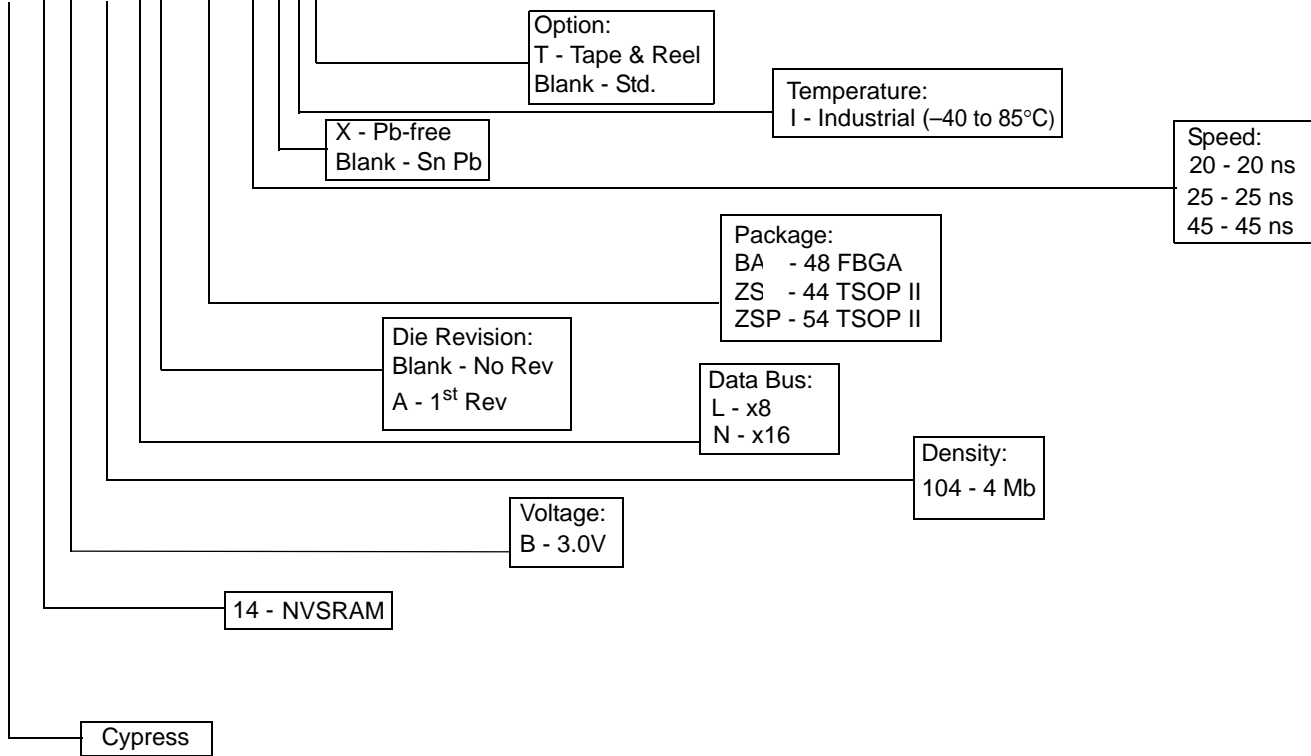 Option:
T - Tape & Reel
Blank - Std.
Temperature:
I - Industrial (–40 to 85°C)
X - Pb-free
Blank - Sn Pb
Speed:
20 - 20 ns
25 - 25 ns
45 - 45 ns
Package:
BA - 48 FBGA
ZS - 44 TSOP II
ZSP - 54 TSOP II
Die Revision:
Blank - No Rev
A - 1st Rev
Data Bus:
L - x8
N - x16
Density:
104 - 4 Mb
Voltage:
B - 3.0V
14 - NVSRAM
Cypress